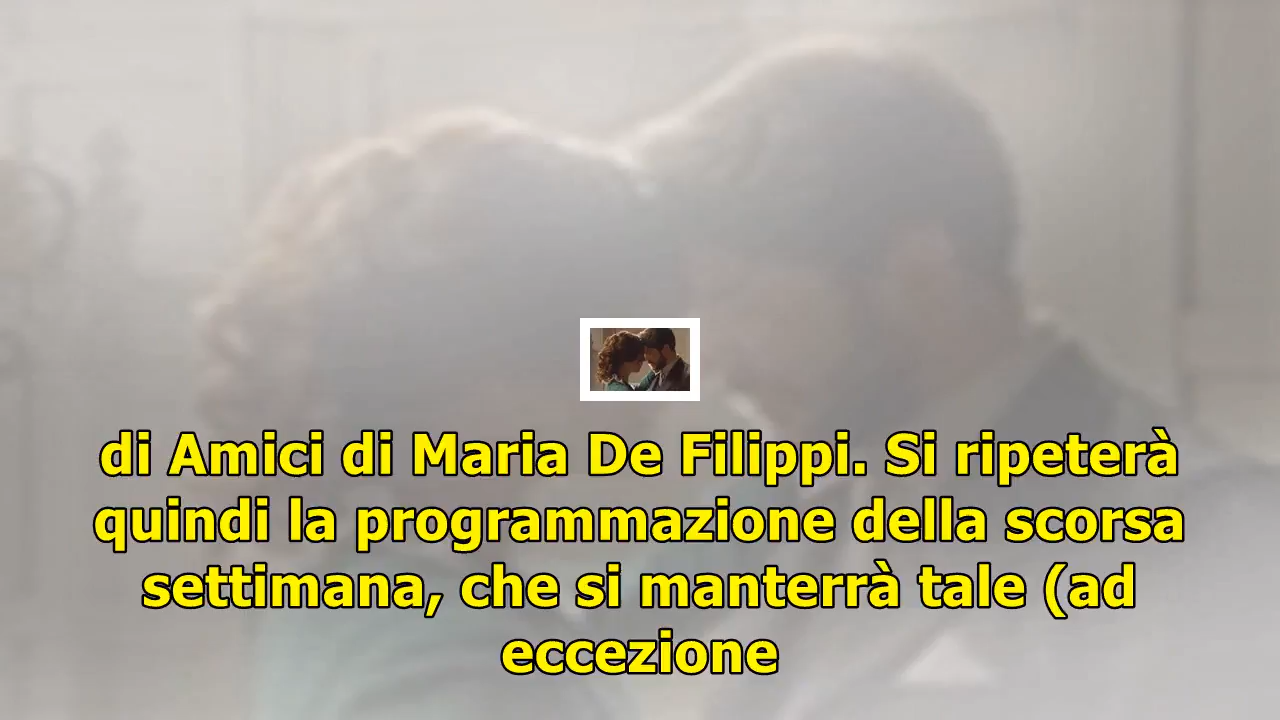 di Amici di Maria De Filippi. Si ripeterà
quindi la programmazione della scorsa
settimana, che si manterrà tale (ad
eccezione